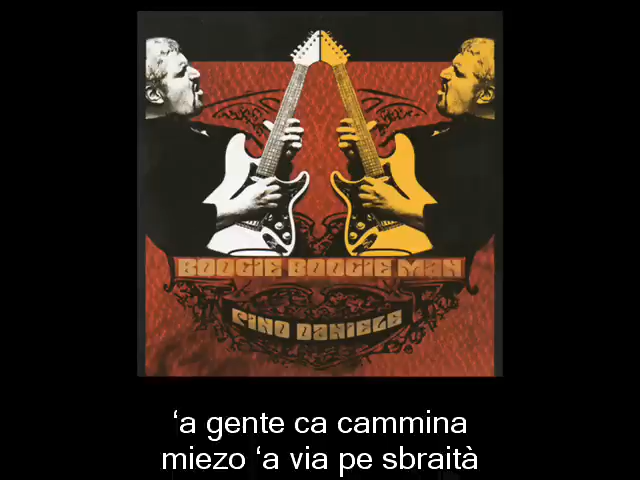 BOOGIE BOOGIE MAN
PINO DANIELE
‘a gente ca cammina
miezo ‘a via pe sbraità